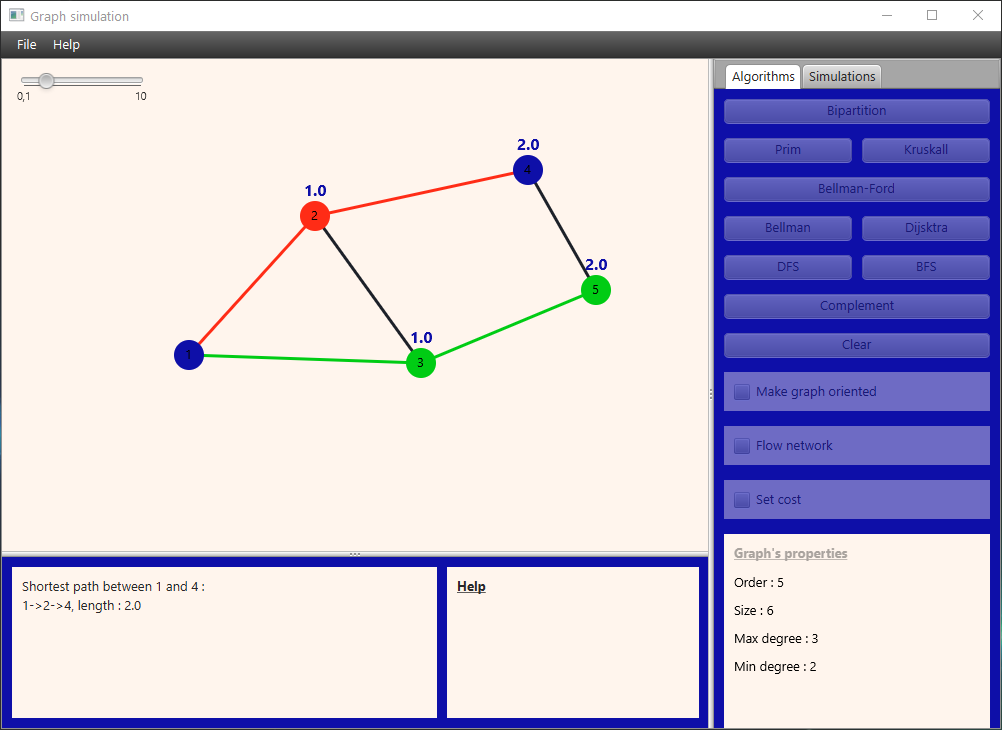 Graph simulation
File Help
0,1 10
Algorithms Simulations
Bipartition
Prim Kruskall
Bellman-Ford
Bellman Dijsktra
DFS BFS
Complement
Clear
Make graph oriented
Flow network
Set cost
2.0
4
1.0
2
2.0
5
1.0
3
1
Shortest path between 1 and 4 :
1->2->4, length : 2.0
Help
Graph's properties
Order : 5
Size : 6
Max degree : 3
Min degree : 2